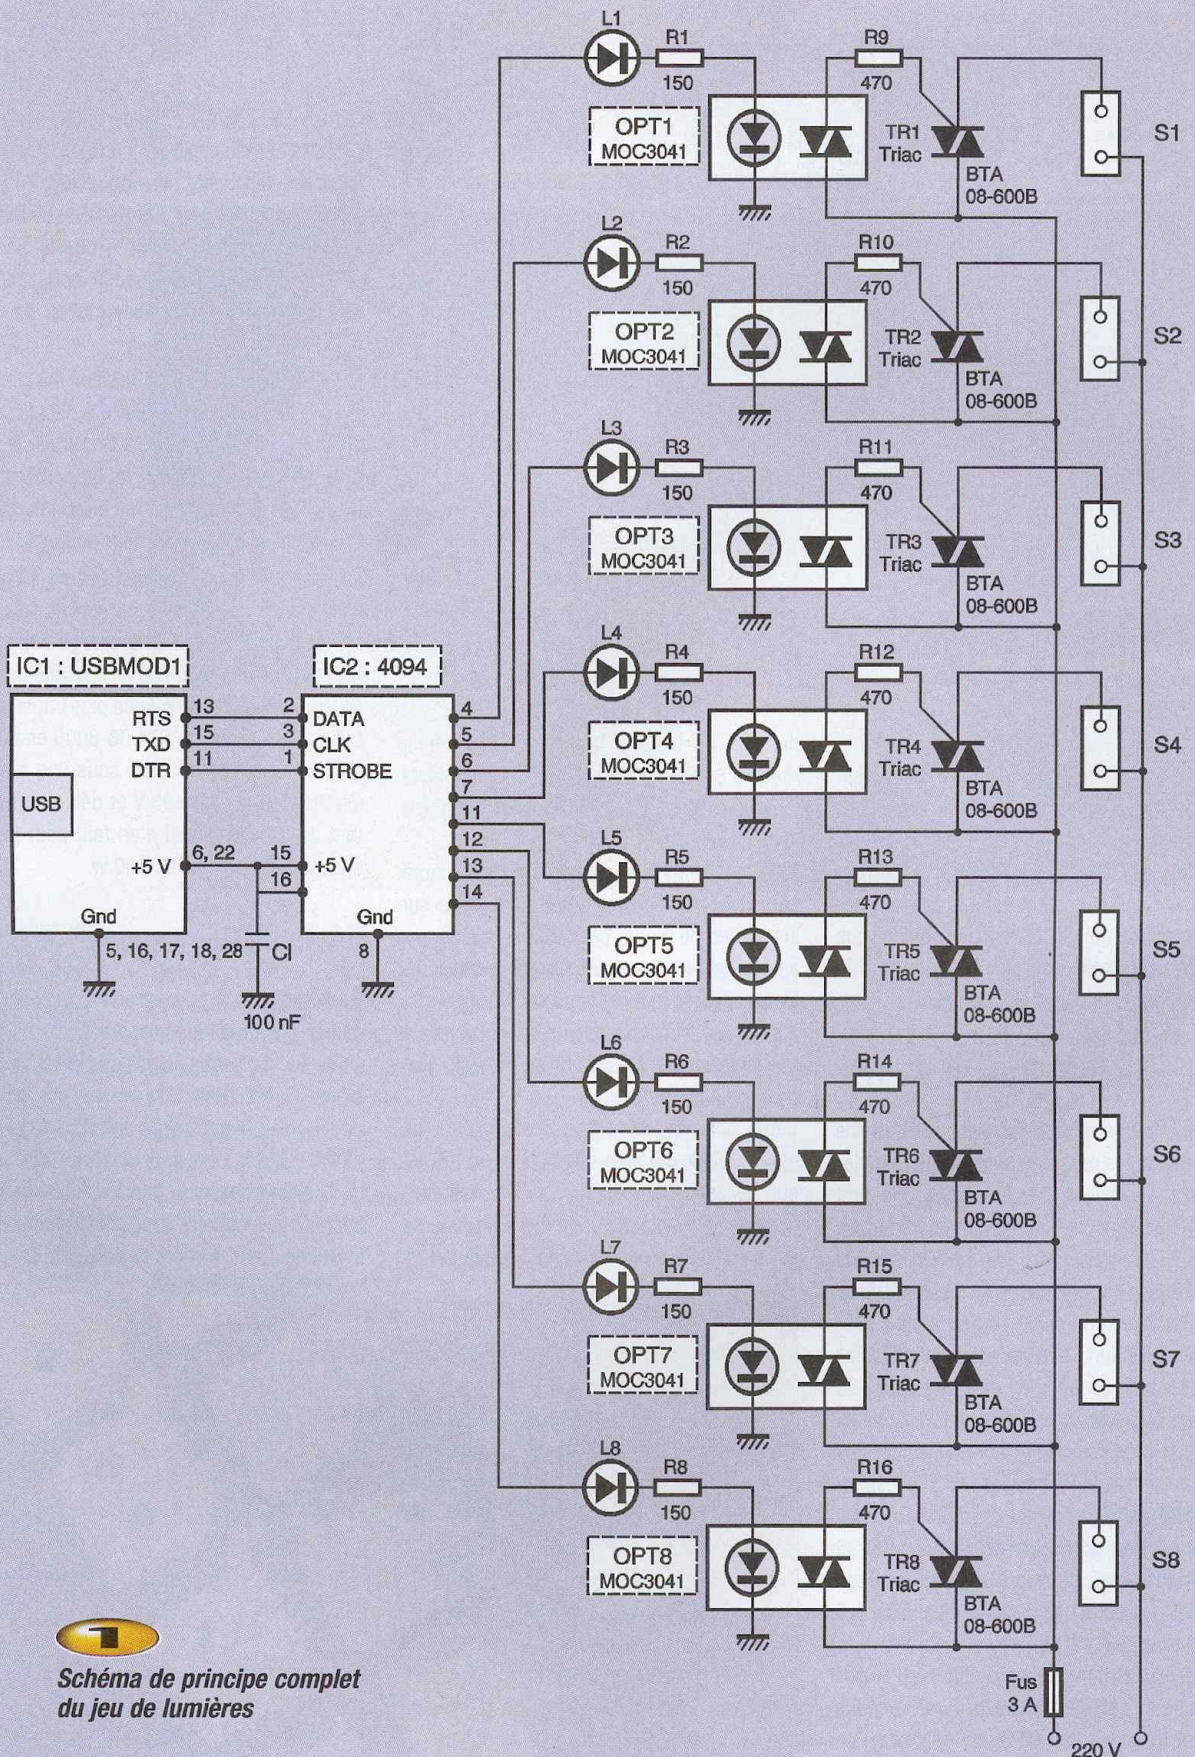 L1
R1
150
R9
470
OPT1
MOC3041
TR1
Triac
BTA
08-600B
S1
L2
R2
150
R10
470
OPT2
MOC3041
TR2
Triac
BTA
08-600B
S2
L3
R3
150
R11
470
OPT3
MOC3041
TR3
Triac
BTA
08-600B
S3
IC1 : USBMOD1
RTS
13
TXD
15
DTR
11
USB
+5 V
6, 22
Gnd
5, 16, 17, 18, 28
CI
100 nF
IC2 : 4094
2
DATA
3
CLK
1
STROBE
15
+5 V
16
Gnd
8
4
5
6
7
11
12
13
14
L4
R4
150
R12
470
OPT4
MOC3041
TR4
Triac
BTA
08-600B
S4
L5
R5
150
R13
470
OPT5
MOC3041
TR5
Triac
BTA
08-600B
S5
L6
R6
150
R14
470
OPT6
MOC3041
TR6
Triac
BTA
08-600B
S6
L7
R7
150
R15
470
OPT7
MOC3041
TR7
Triac
BTA
08-600B
S7
L8
R8
150
R16
470
OPT8
MOC3041
TR8
Triac
BTA
08-600B
S8
Fus
3 A
220 V
1
Schéma de principe complet
du jeu de lumières